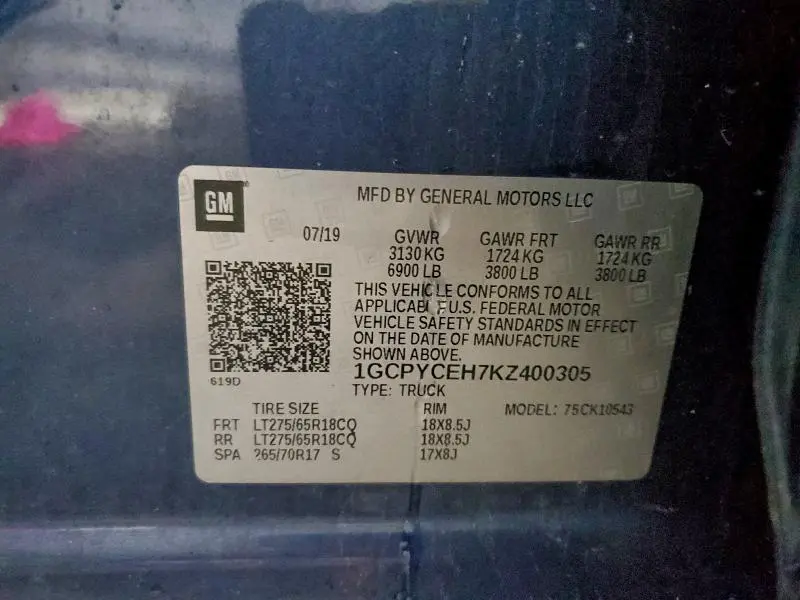 GM
MFD BY GENERAL MOTORS LLC
07/19 GVWR GAWR FRT GAWR RR
3130 KG 1724 KG 1724 KG
6900 LB 3800 LB 3800 LB
THIS VEHICLE CONFORMS TO ALL
APPLICABLE U.S. FEDERAL MOTOR
VEHICLE SAFETY STANDARDS IN EFFECT
ON THE DATE OF MANUFACTURE
SHOWN ABOVE.
1GCPYCEH7KZ400305
619D
TYPE: TRUCK
TIRE SIZE RIM MODEL: 75CK10543
FRT LT275/65R18CQ 18X8.5J
RR LT275/65R18CQ 18X8.5J
SPA 265/70R17 S 17X8J